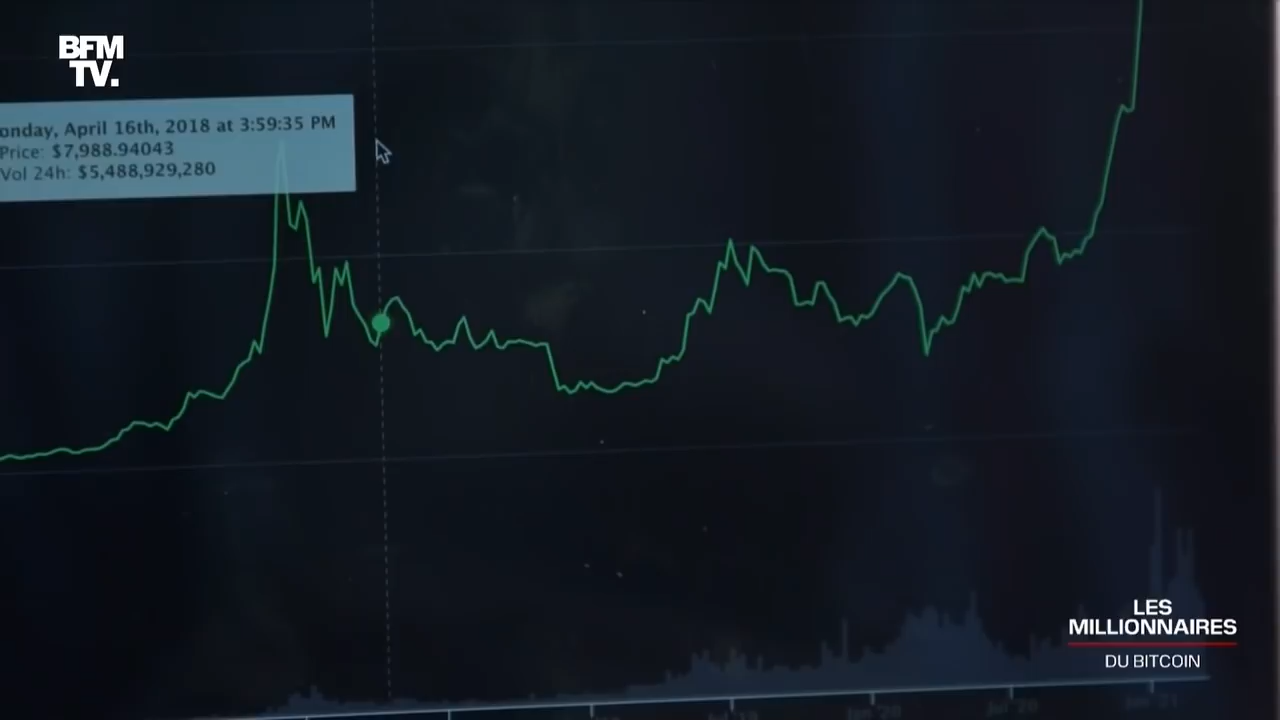 BFM
TV.
onday, April 16th, 2018 at 3:59:35 PM
Price: $7,988.94043
Vol 24h: $5,488,929,280
LES
MILLIONNAIRES
DU BITCOIN